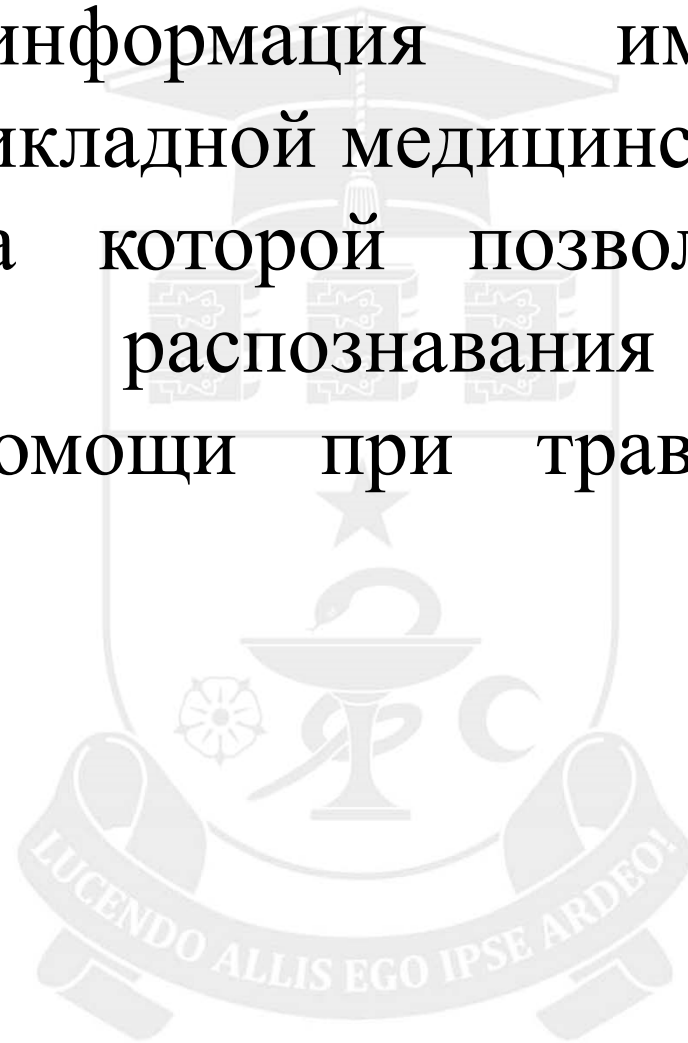 информация им
икладной медицинс
а которой позвол
распознавания
омощи при трав
LUCENDO ALLIS EGO IPSE ARDEO!